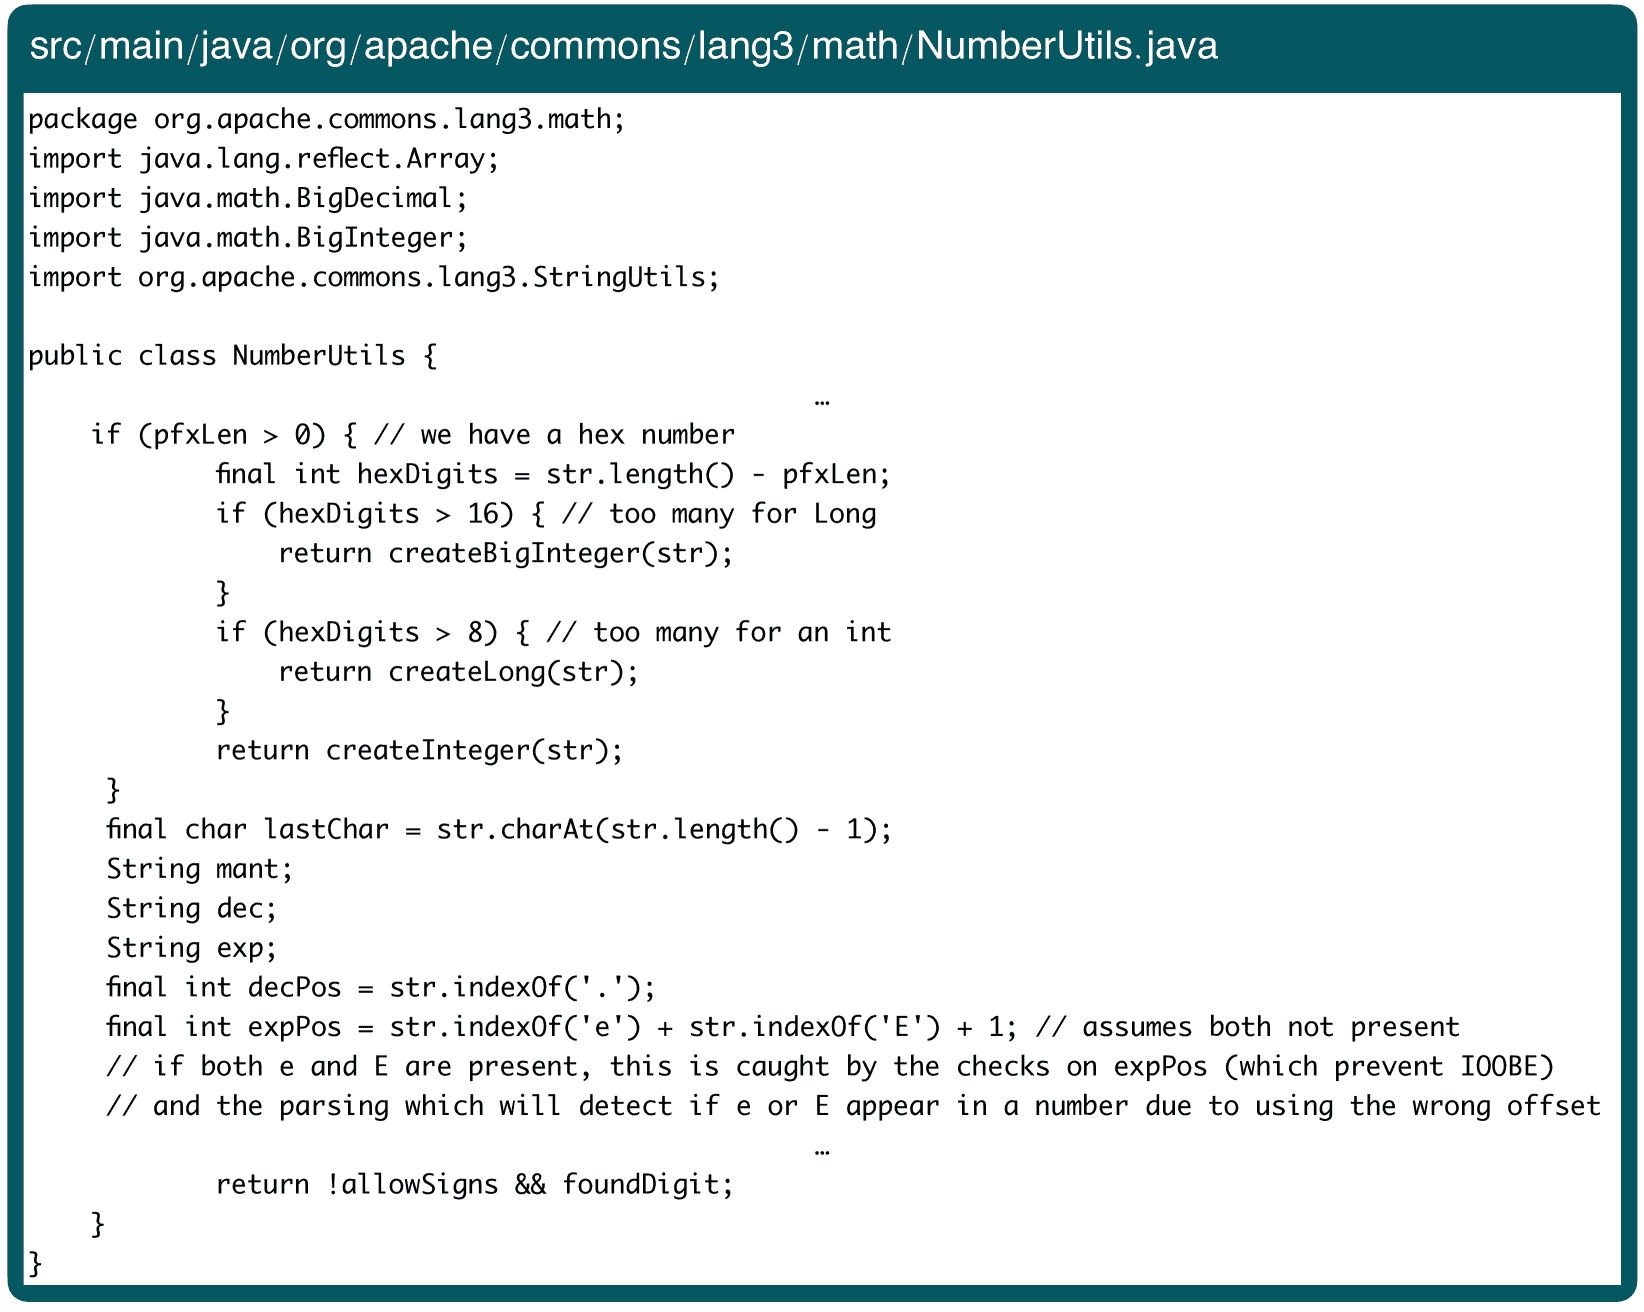 src/main/java/org/apache/commons/lang3/math/NumberUtils.java
package org.apache.commons.lang3.math;
import java.lang.reflect.Array;
import java.math.BigDecimal;
import java.math.BigInteger;
import org.apache.commons.lang3.StringUtils;
public class NumberUtils {
…
if (pfxLen > 0) { // we have a hex number
final int hexDigits = str.length() - pfxLen;
if (hexDigits > 16) { // too many for Long
return createBigInteger(str);
}
if (hexDigits > 8) { // too many for an int
return createLong(str);
}
return createInteger(str);
}
final char lastChar = str.charAt(str.length() - 1);
String mant;
String dec;
String exp;
final int decPos = str.indexOf('.');
final int expPos = str.indexOf('e') + str.indexOf('E') + 1; // assumes both not present
// if both e and E are present, this is caught by the checks on expPos (which prevent IOOBE)
// and the parsing which will detect if e or E appear in a number due to using the wrong offset
…
return !allowSigns && foundDigit;
}
}